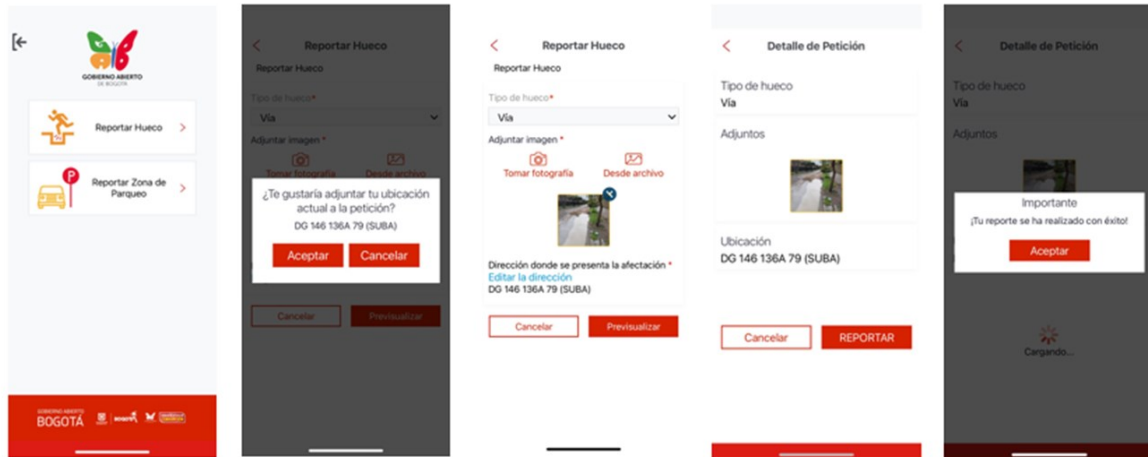 GOBIERNO ABIERTO
DE BOGOTÁ
Reportar Hueco
Reportar Zona de
Parqueo
GOBIERNO ABIERTO
BOGOTÁ
Reportar Hueco
Reportar Hueco
Tipo de hueco*
Vía
Adjuntar imagen *
Tomar fotografía
Desde archivo
¿Te gustaría adjuntar tu ubicación
actual a la petición?
DG 146 136A 79 (SUBA)
Aceptar
Cancelar
Cancelar
Previsualizar
Reportar Hueco
Reportar Hueco
Tipo de hueco*
Vía
Adjuntar imagen *
Tomar fotografía
Desde archivo
Dirección donde se presenta la afectación *
Editar la dirección
DG 146 136A 79 (SUBA)
Cancelar
Previsualizar
Detalle de Petición
Tipo de hueco
Vía
Adjuntos
Ubicación
DG 146 136A 79 (SUBA)
Cancelar
REPORTAR
Detalle de Petición
Tipo de hueco
Vía
Adjuntos
Importante
¡Tu reporte se ha realizado con éxito!
Aceptar
Cargando...